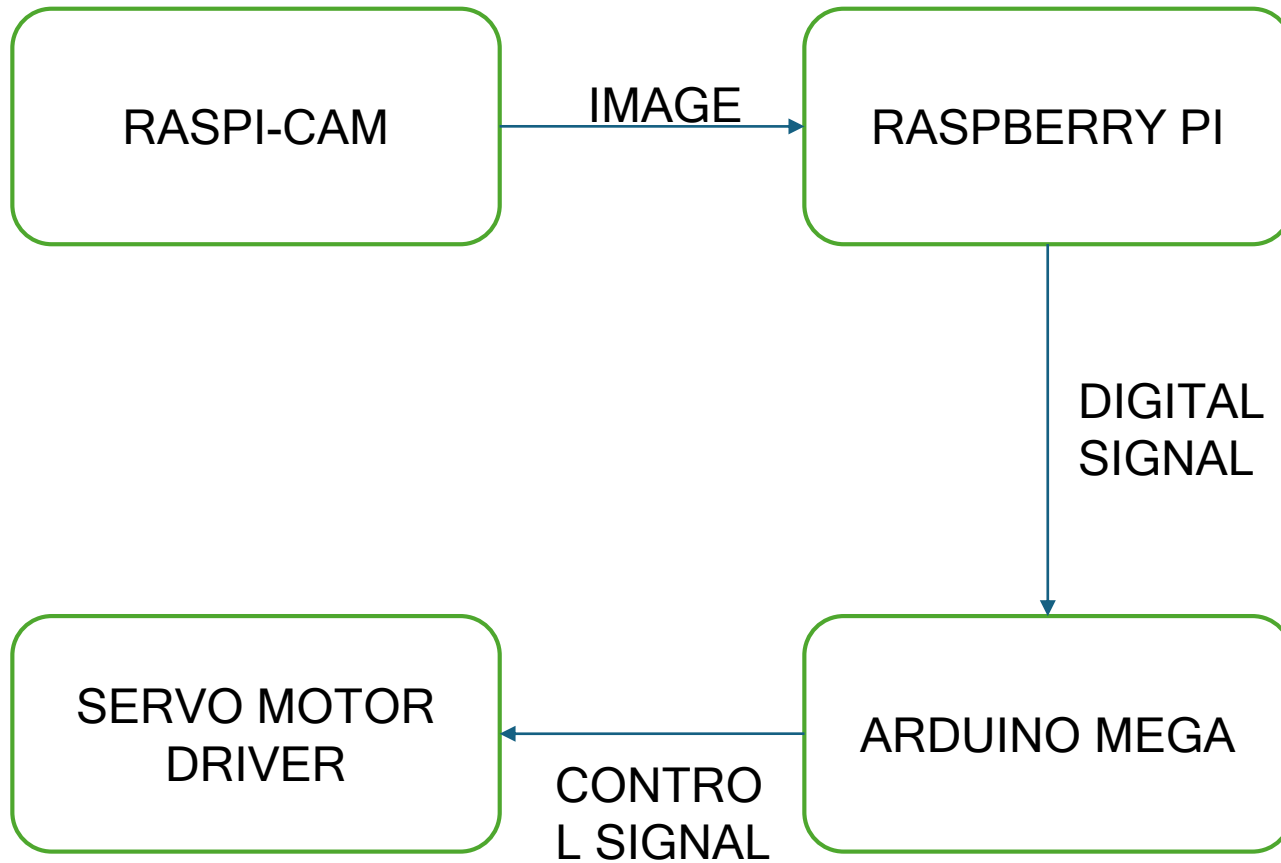 RASPI-CAM
IMAGE
RASPBERRY PI
DIGITAL
SIGNAL
SERVO MOTOR
DRIVER
CONTRO
L SIGNAL
ARDUINO MEGA